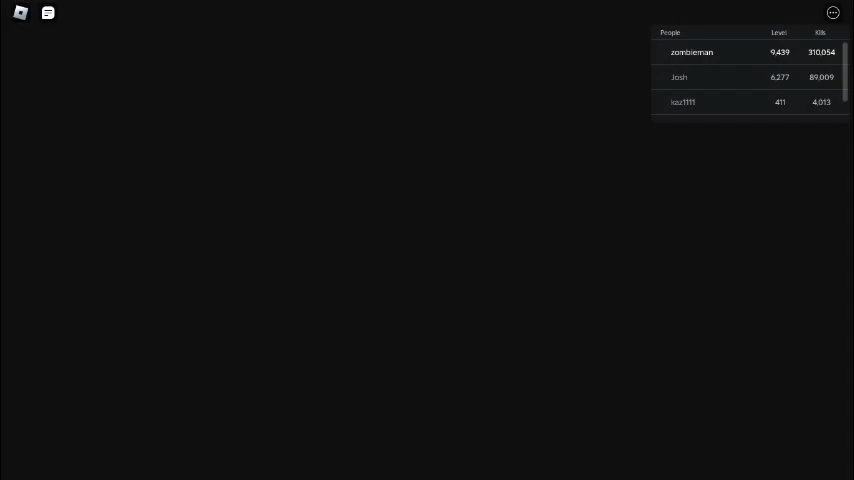 People Level Kills
zombieman 9,439 310,054
Josh 6,277 89,009
kaz1111 411 4,013